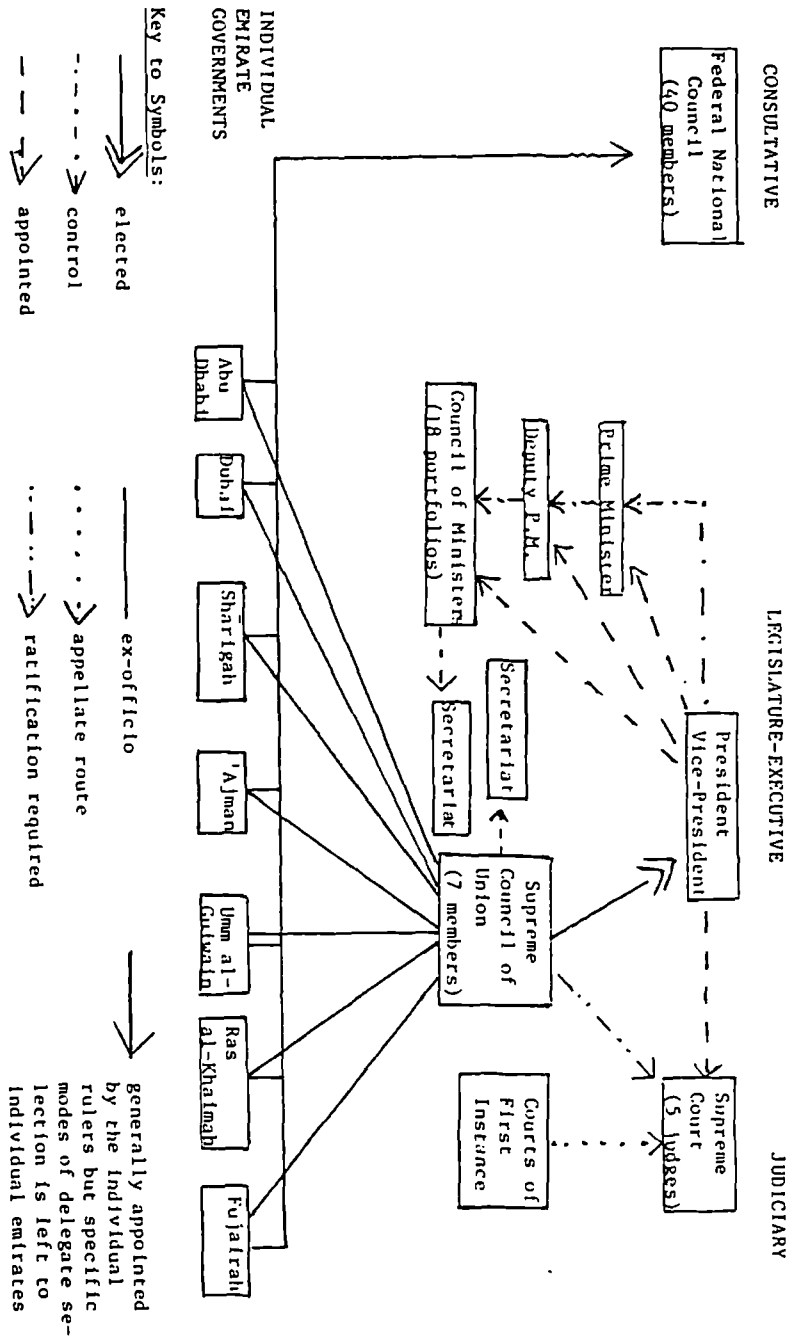 CONSULTATIVE
LEGISLATURE-EXECUTIVE
JUDICIARY
Federal National
Council
(40 members)
President
Vice-President
Supreme
Court
(5 judges)
Prime Minister
Deputy P.M.
Council of Ministers
(18 portfolios)
Secretariat
Secretariat
Supreme
Council of
Union
(7 members)
Courts of
First
Instance
INDIVIDUAL
EMIRATE
GOVERNMENTS
Abu
Dhabi
Dubai
Sharigah
'Ajman
Umm al-
Guiwain
Ras
al-Khaimah
Fujairah
Key to Symbols:
elected
control
appointed
ex-officio
appellate route
ratification required
generally appointed
by the individual
rulers but specific
modes of delegate se-
lection is left to
individual emirates